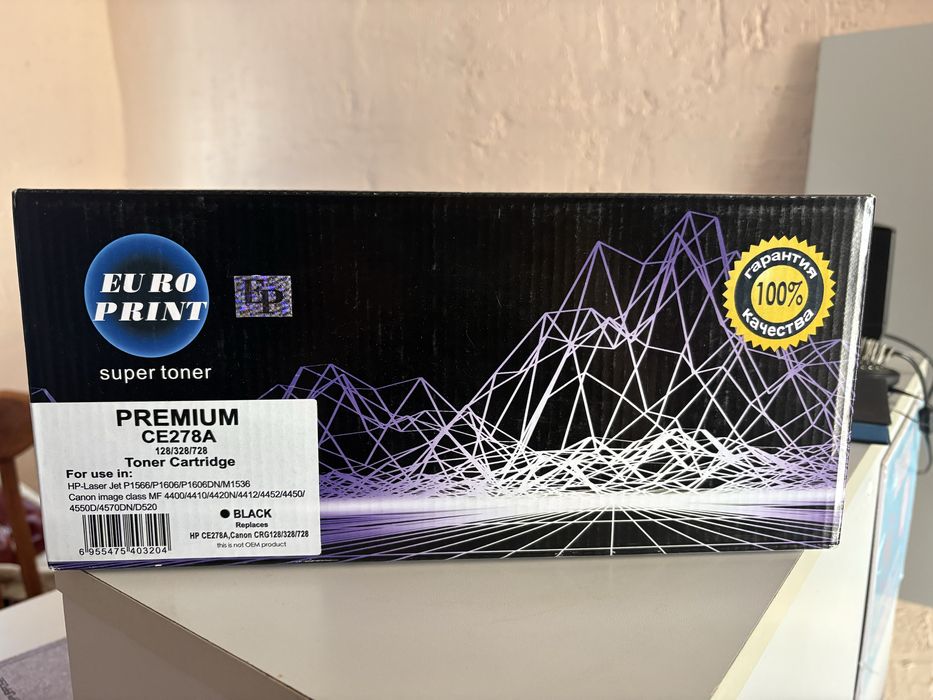 EURO
PRINT
super toner
EP
гарантия
100%
качества
PREMIUM
CE278A
128/328/728
Toner Cartridge
For use in:
HP-Laser Jet P1566/P1606/P1606DN/M1536
Canon image class MF 4400/4410/4420N/4412/4452/4450/
4550D/4570DN/D520
BLACK
Replaces
HP CE278A,Canon CRG128/328/728
this is not OEM product
6 955475 403204